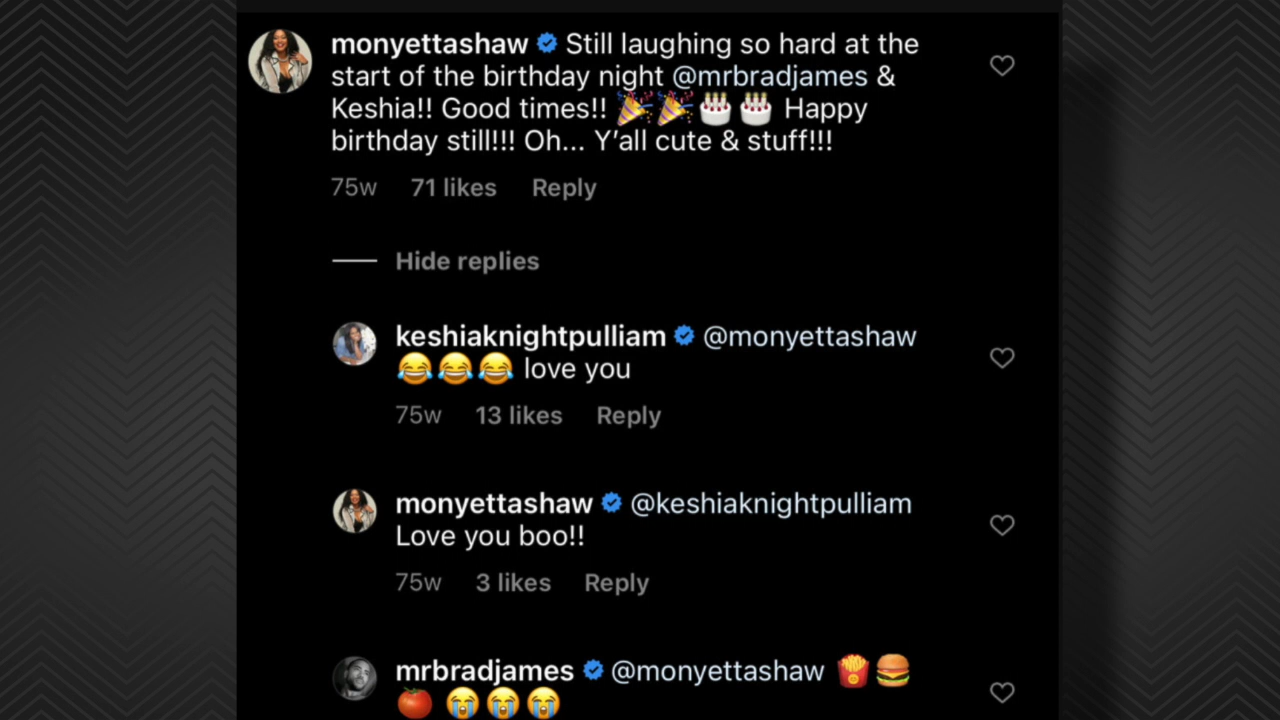 monyettashaw Still laughing so hard at the
start of the birthday night @mrbradjames &
Keshia!! Good times!! 🎉🎉🎂🎂 Happy
birthday still!!! Oh... Y’all cute & stuff!!!
75w 71 likes Reply
Hide replies
keshiaknightpulliam @monyettashaw
😂😂😂 love you
75w 13 likes Reply
monyettashaw @keshiaknightpulliam
Love you boo!!
75w 3 likes Reply
mrbradjames @monyettashaw 🍟🍔
🍅 😭😭😭